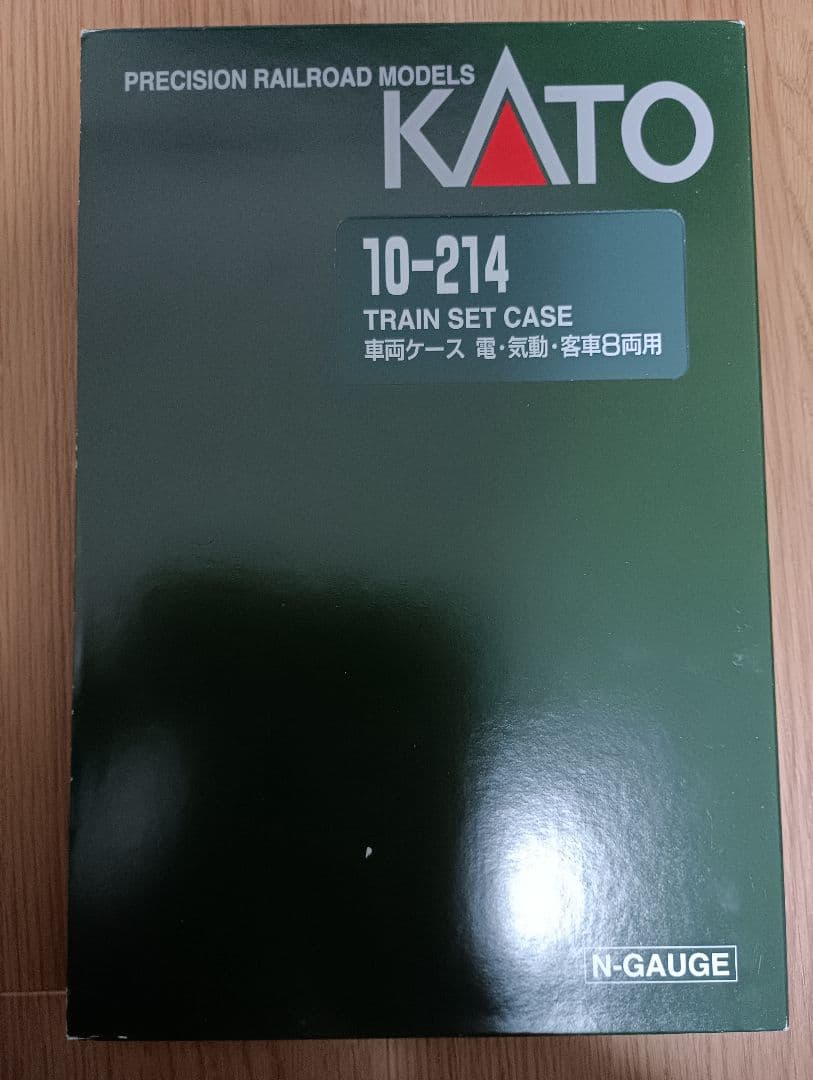 PRECISION RAILROAD MODELS
KATO
10-214
TRAIN SET CASE
車両ケース 電・気動・客車8両用
N-GAUGE